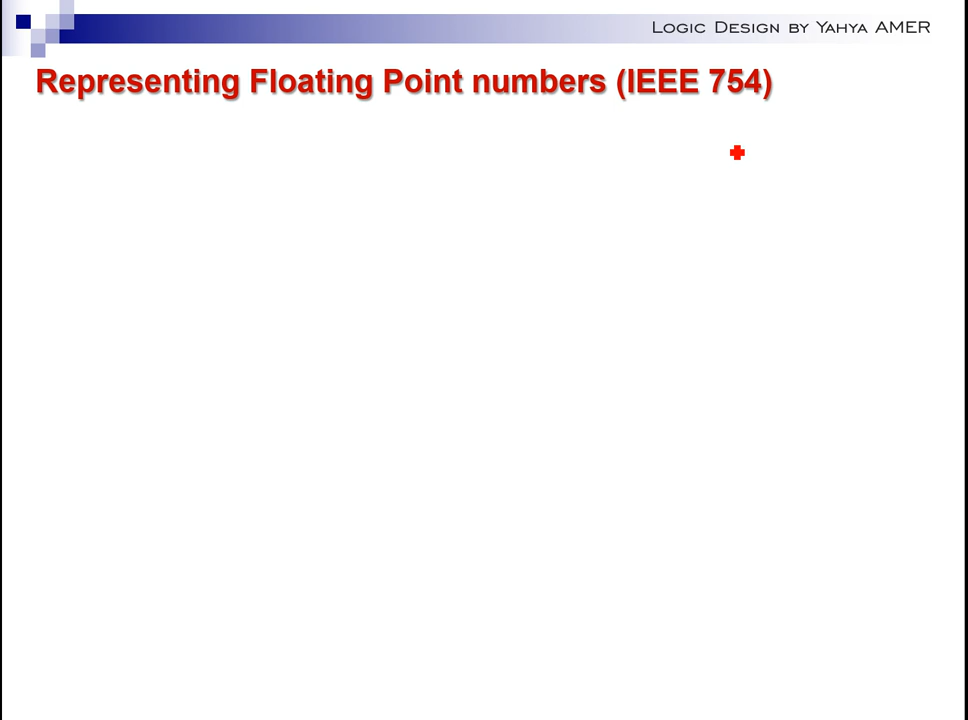 Logic Design by Yahya AMER
Representing Floating Point numbers (IEEE 754)